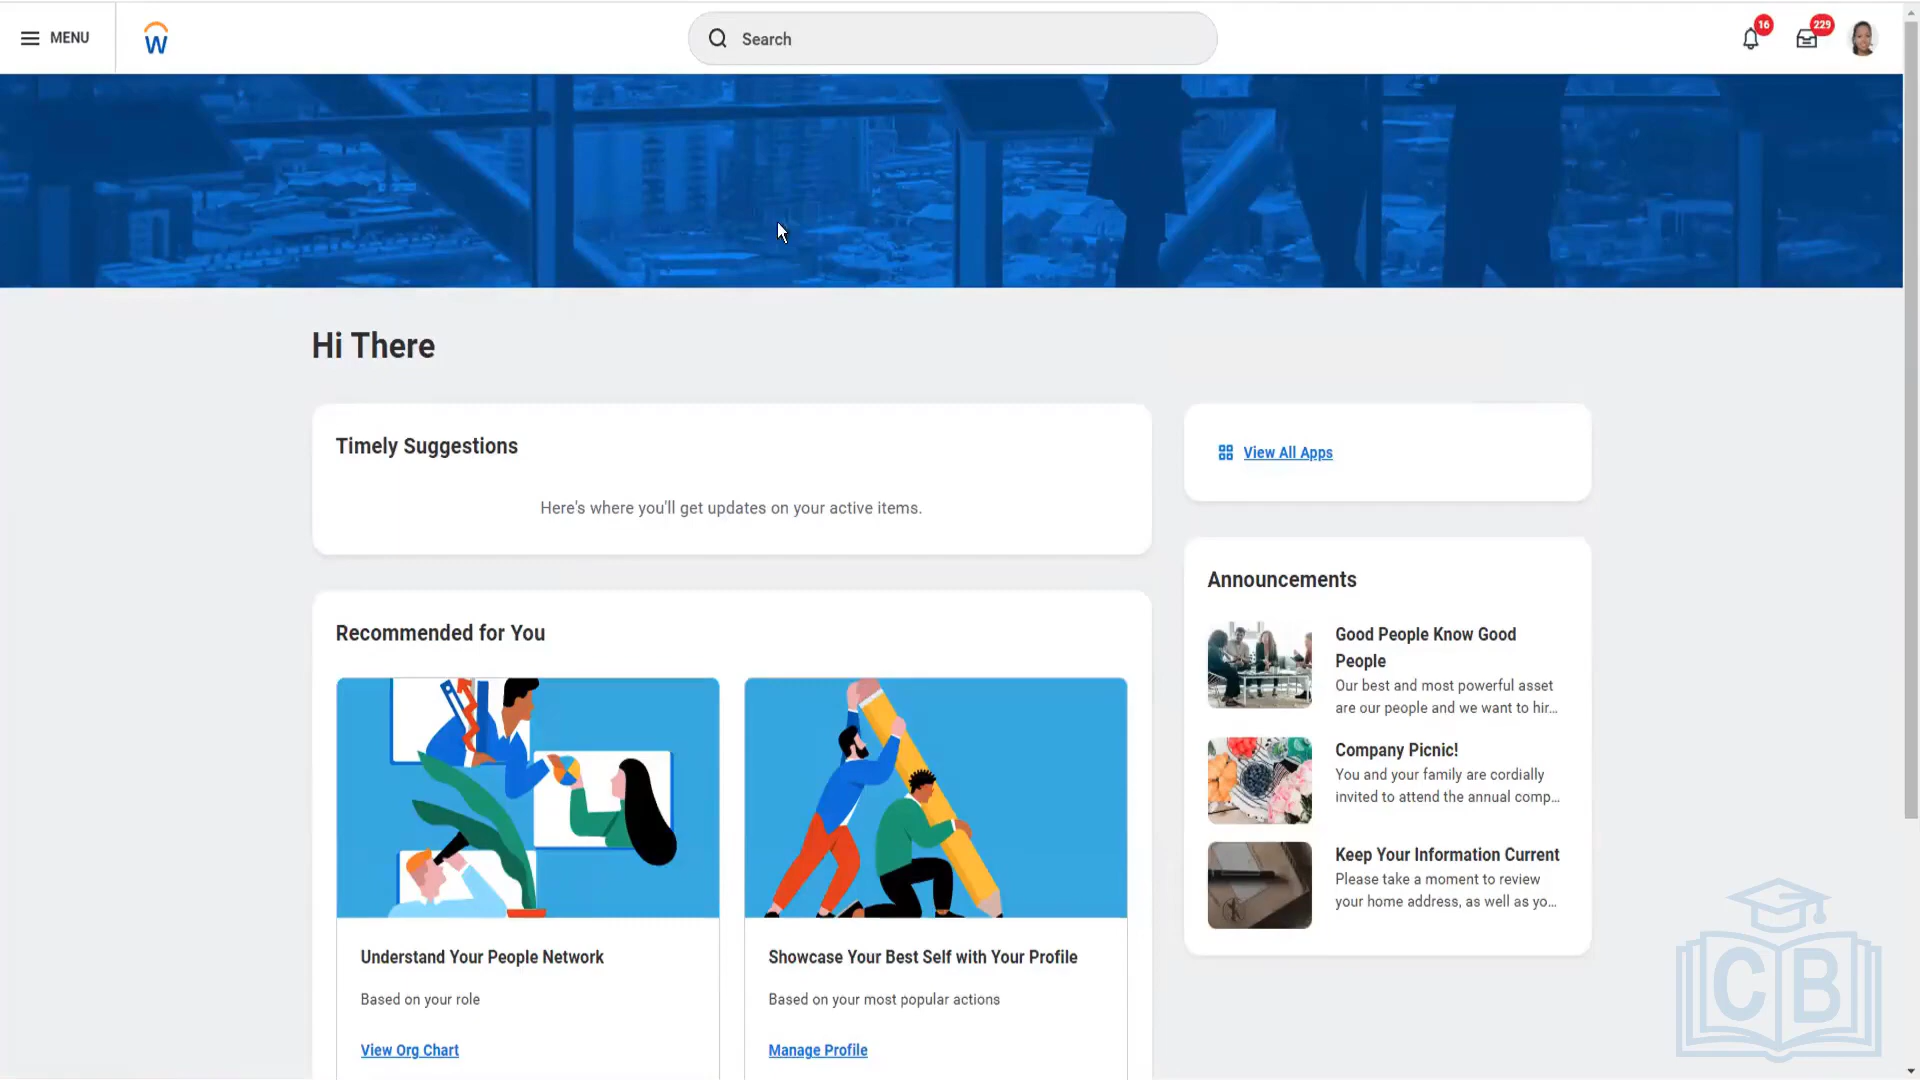 MENU
W
Search
16
229
Hi There
Timely Suggestions
Here's where you'll get updates on your active items.
View All Apps
Recommended for You
Announcements
Good People Know Good
People
Our best and most powerful asset
are our people and we want to hir...
Company Picnic!
You and your family are cordially
invited to attend the annual comp...
Keep Your Information Current
Please take a moment to review
your home address, as well as yo...
Understand Your People Network
Based on your role
View Org Chart
Showcase Your Best Self with Your Profile
Based on your most popular actions
Manage Profile
CB